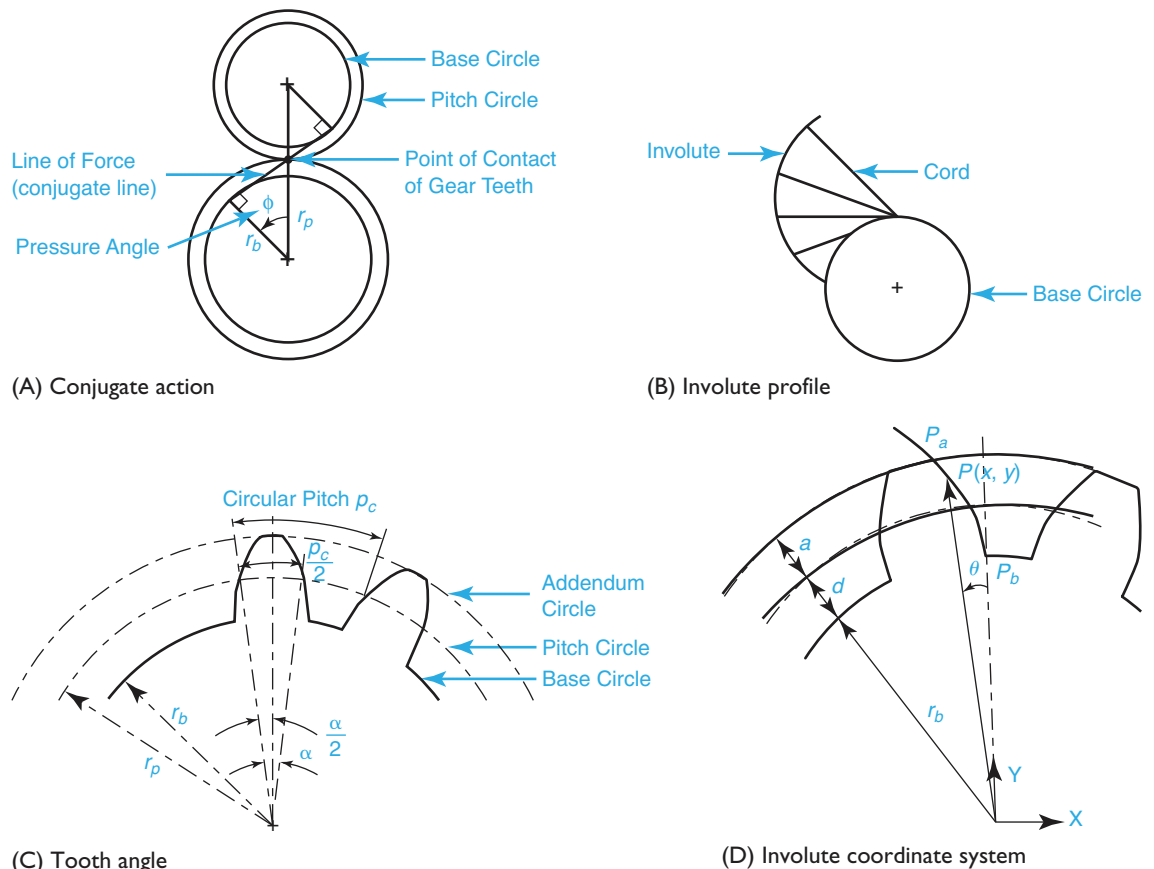 Base Circle
Pitch Circle
Line of Force
(conjugate line)
Point of Contact
of Gear Teeth
ϕ
r_p
r_b
Pressure Angle
(A) Conjugate action
Involute
Cord
Base Circle
(B) Involute profile
Circular Pitch p_c
p_c
2
Addendum
Circle
Pitch Circle
Base Circle
r_b
r_p
α
2
α
(C) Tooth angle
P_a
P(x, y)
a
d
θ
P_b
r_b
Y
X
(D) Involute coordinate system